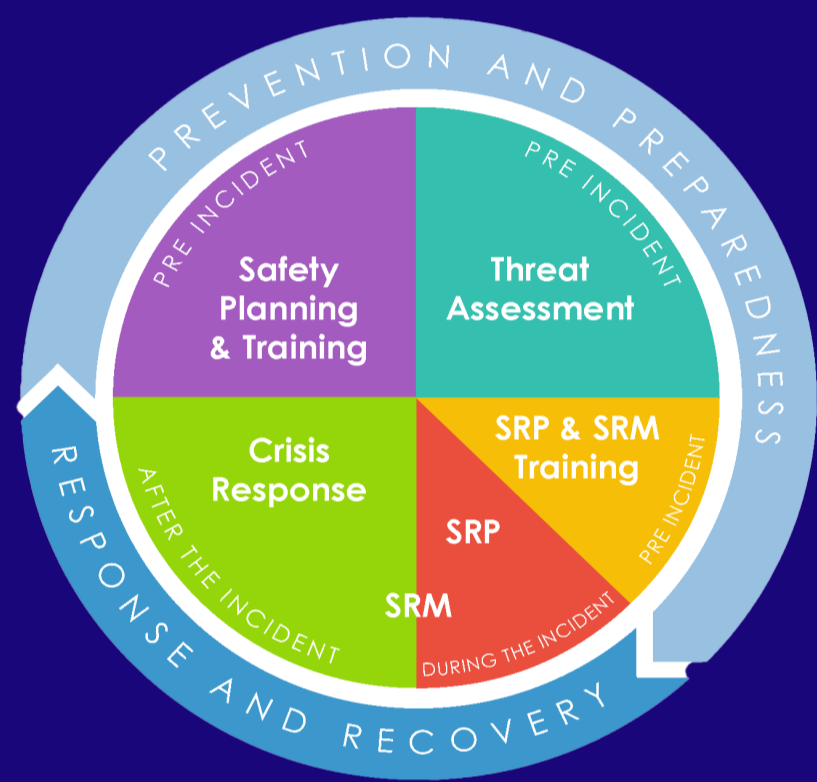 PREVENTION AND PREPAREDNESS
PRE INCIDENT
Safety
Planning
& Training
PRE INCIDENT
Threat
Assessment
SRP & SRM
Training
PRE INCIDENT
SRP
SRM
DURING THE INCIDENT
Crisis
Response
AFTER THE INCIDENT
RESPONSE AND RECOVERY